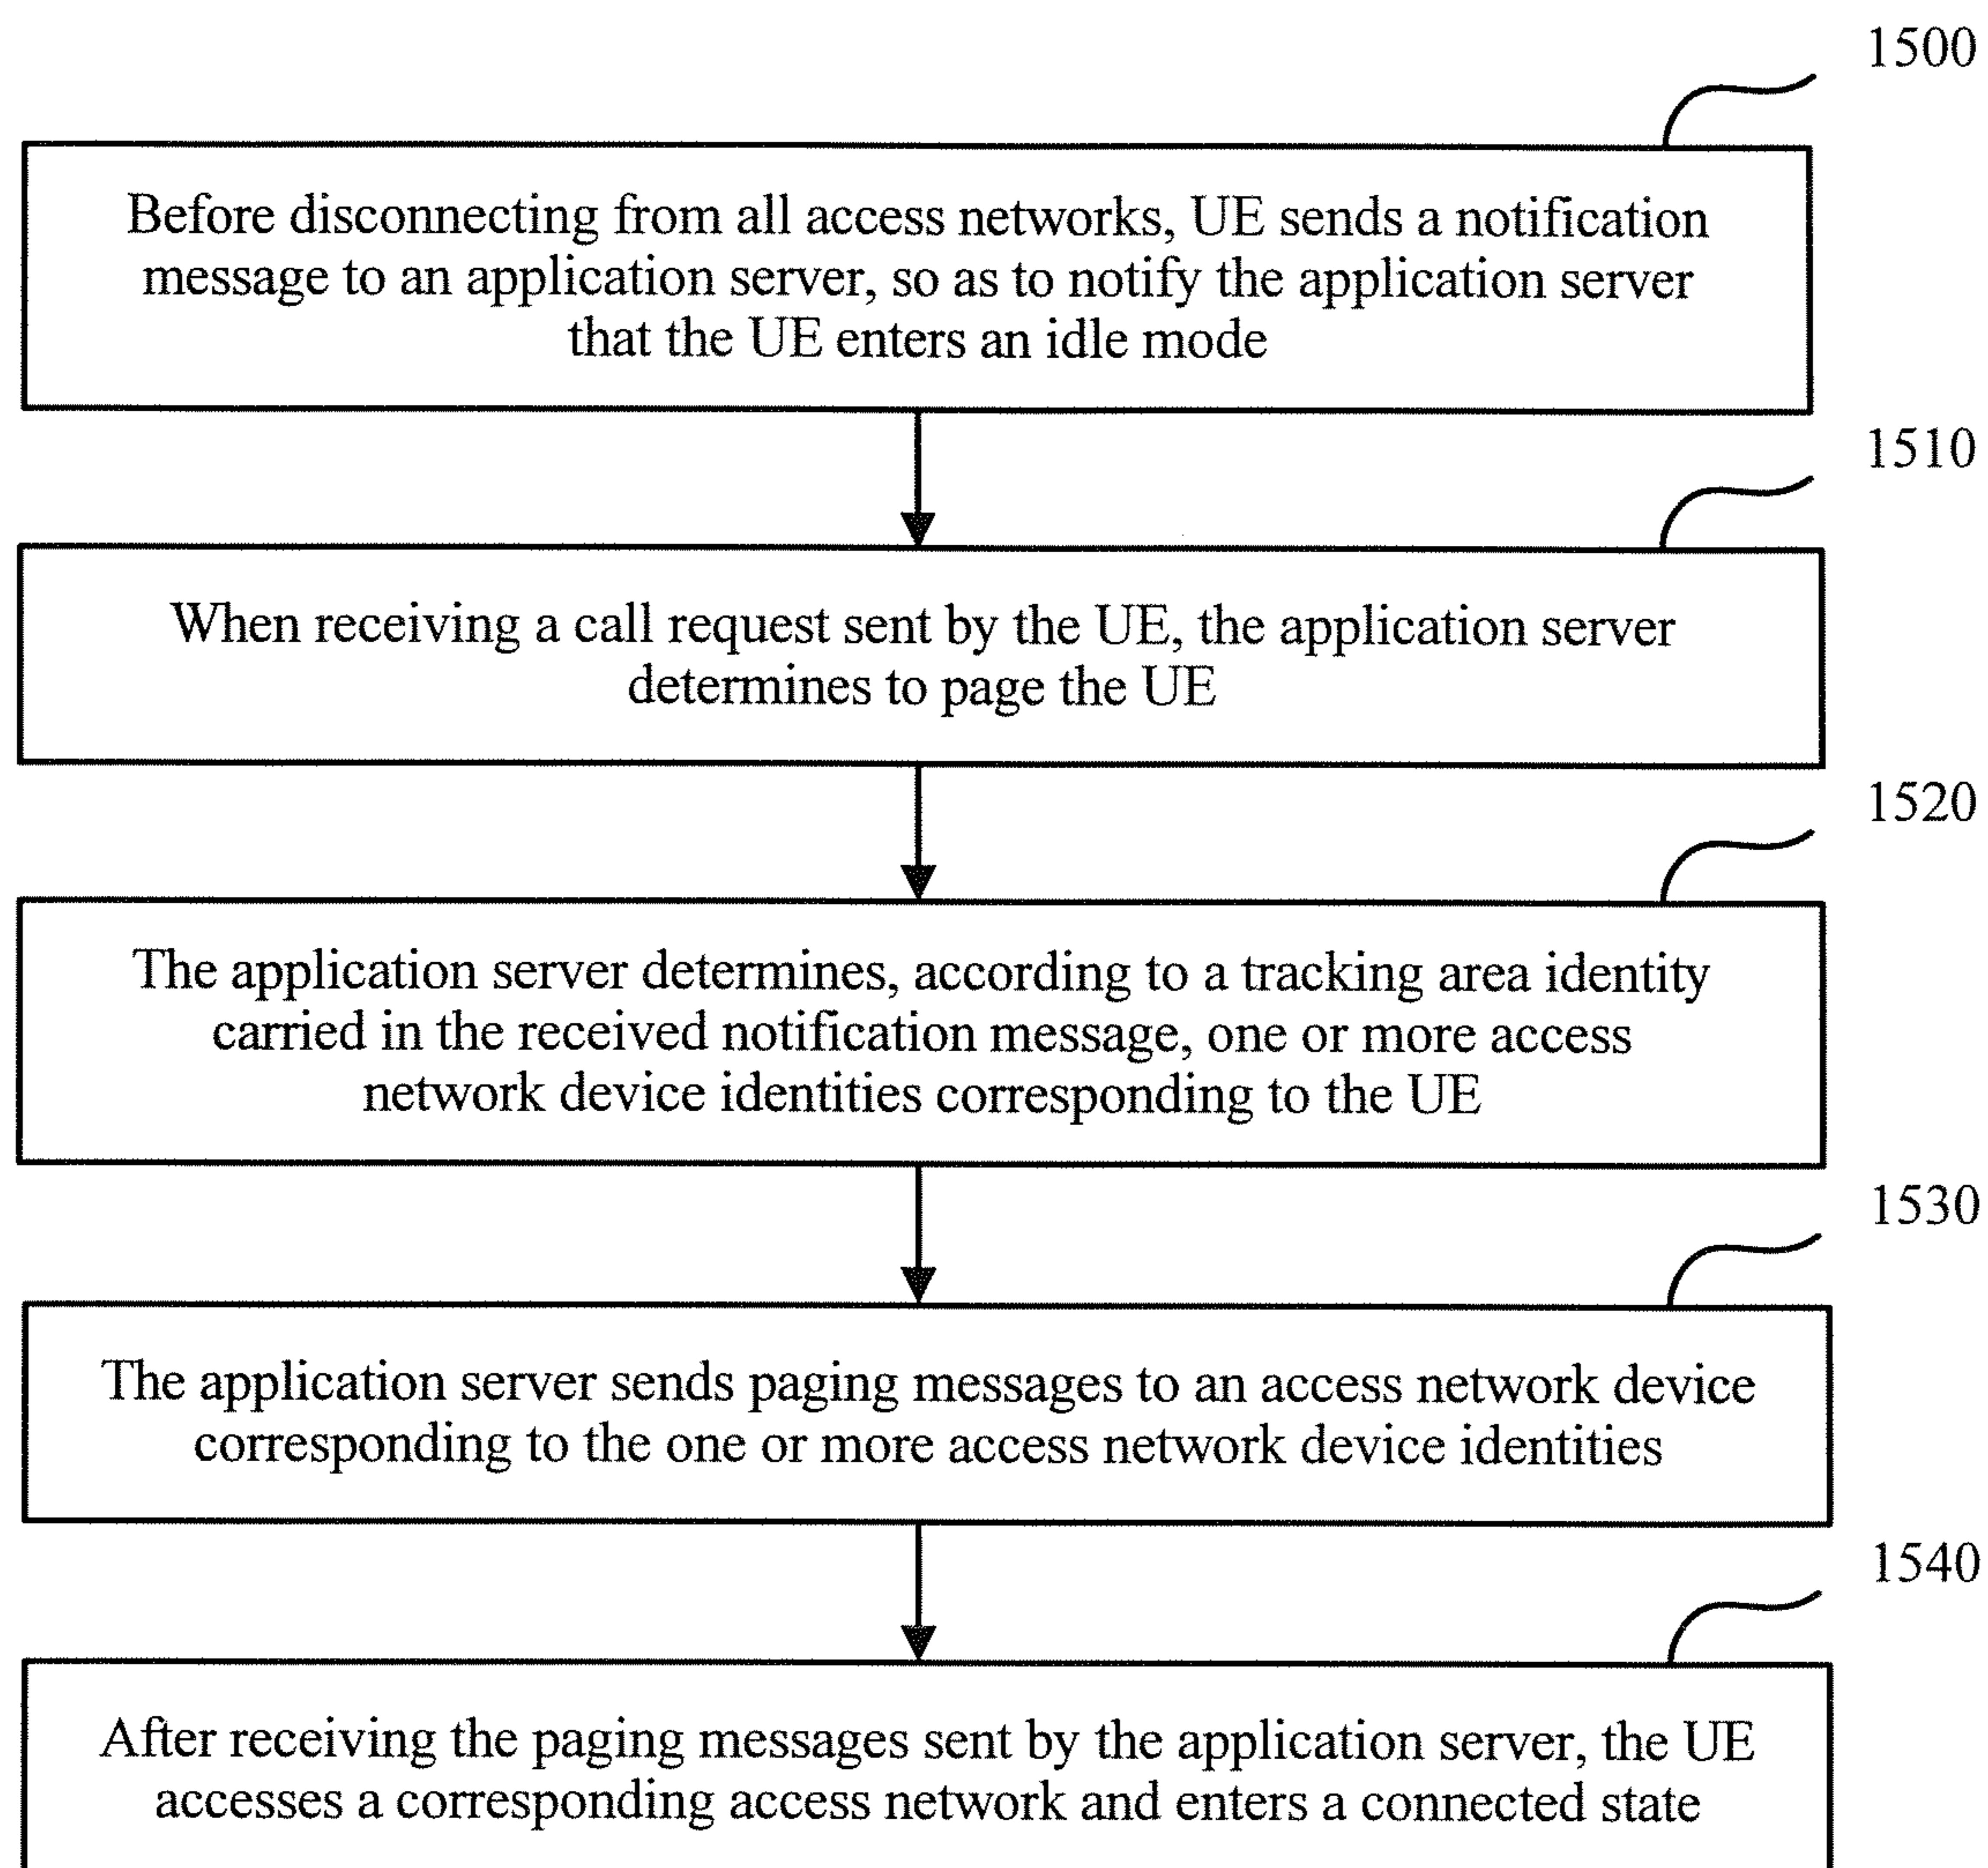 1500
Before disconnecting from all access networks, UE sends a notification
message to an application server, so as to notify the application server
that the UE enters an idle mode
1510
When receiving a call request sent by the UE, the application server
determines to page the UE
1520
The application server determines, according to a tracking area identity
carried in the received notification message, one or more access
network device identities corresponding to the UE
1530
The application server sends paging messages to an access network device
corresponding to the one or more access network device identities
1540
After receiving the paging messages sent by the application server, the UE
accesses a corresponding access network and enters a connected state